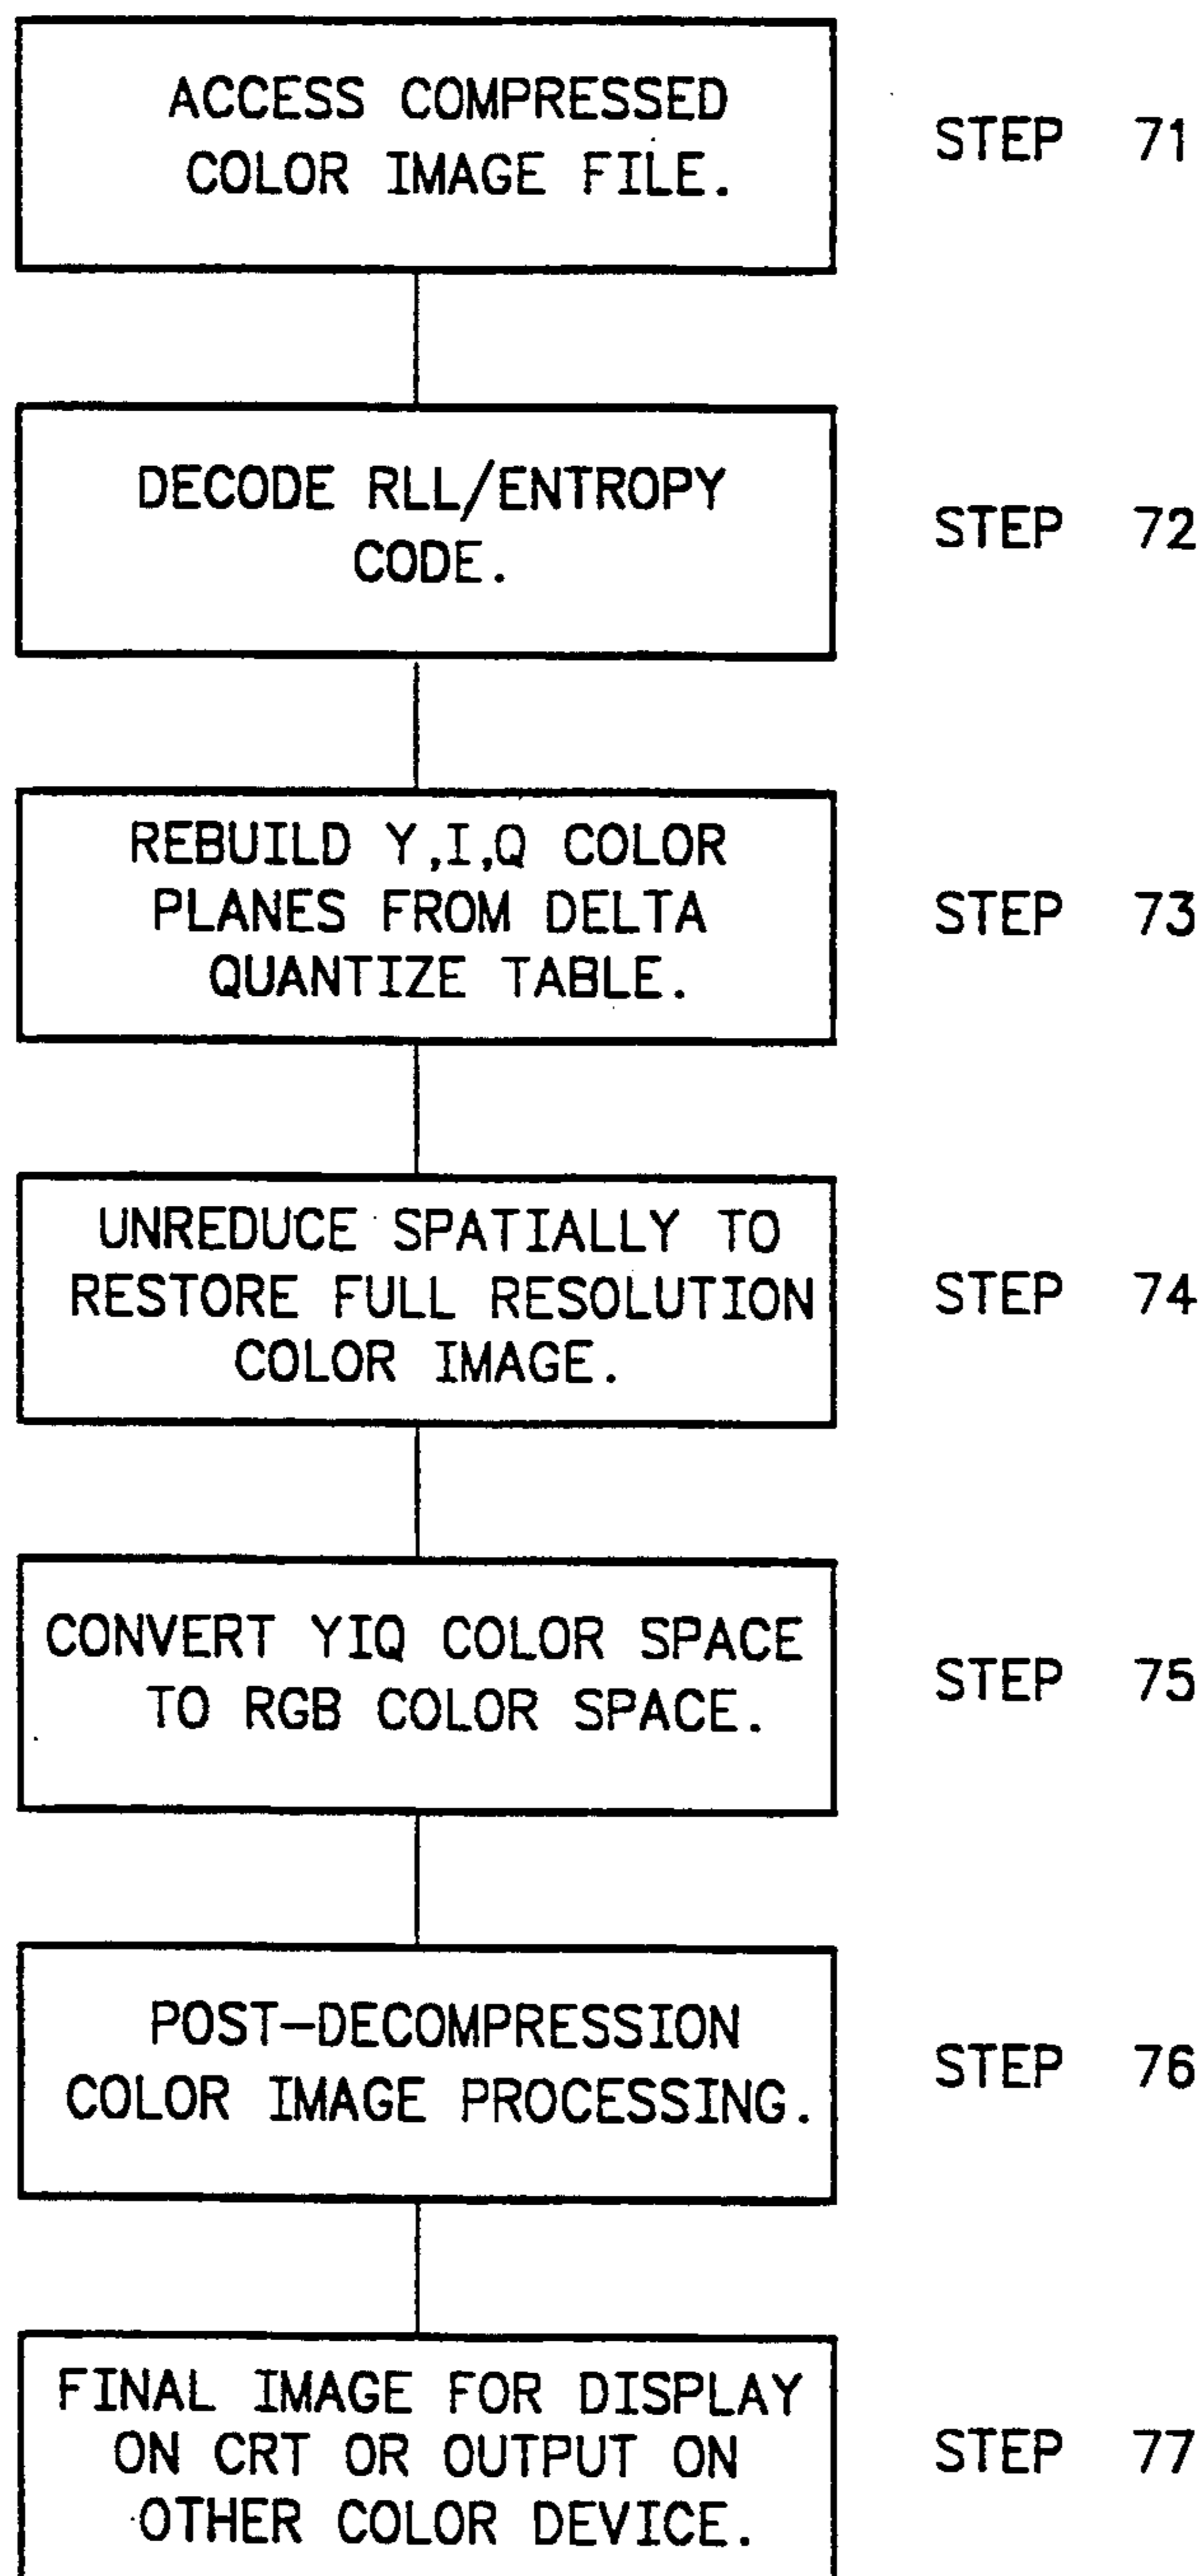 ACCESS COMPRESSED
COLOR IMAGE FILE.
STEP 71
DECODE RLL/ENTROPY
CODE.
STEP 72
REBUILD Y,I,Q COLOR
PLANES FROM DELTA
QUANTIZE TABLE.
STEP 73
UNREDUCE SPATIALLY TO
RESTORE FULL RESOLUTION
COLOR IMAGE.
STEP 74
CONVERT YIQ COLOR SPACE
TO RGB COLOR SPACE.
STEP 75
POST-DECOMPRESSION
COLOR IMAGE PROCESSING.
STEP 76
FINAL IMAGE FOR DISPLAY
ON CRT OR OUTPUT ON
OTHER COLOR DEVICE.
STEP 77